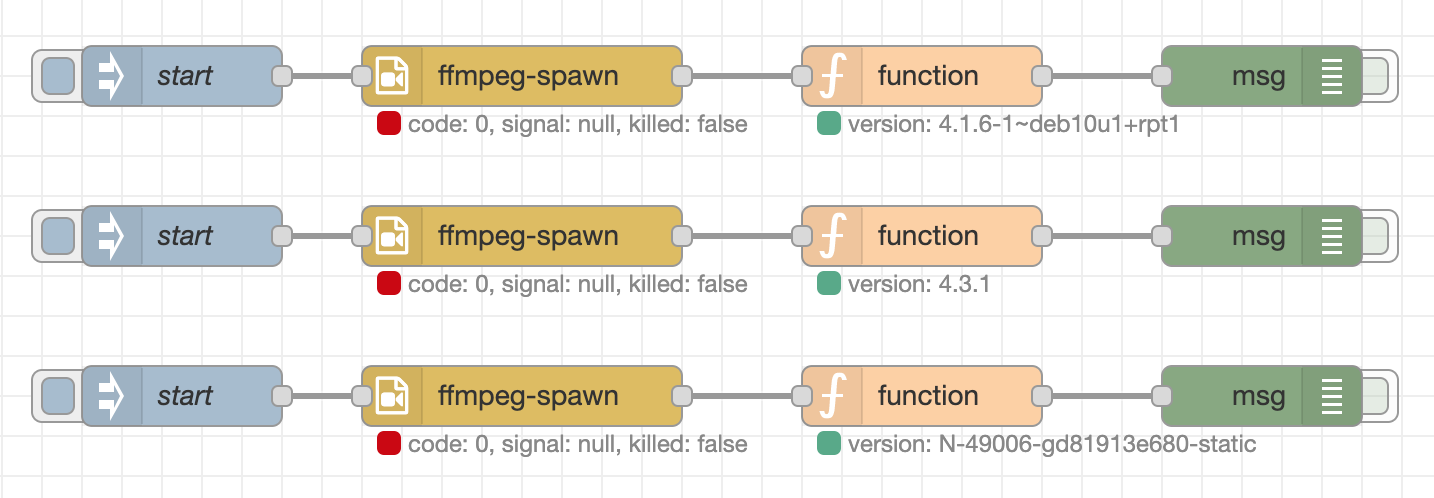 start ffmpeg-spawn function msg
code: 0, signal: null, killed: false version: 4.1.6-1~deb10u1+rpt1
start ffmpeg-spawn function msg
code: 0, signal: null, killed: false version: 4.3.1
start ffmpeg-spawn function msg
code: 0, signal: null, killed: false version: N-49006-gd81913e680-static